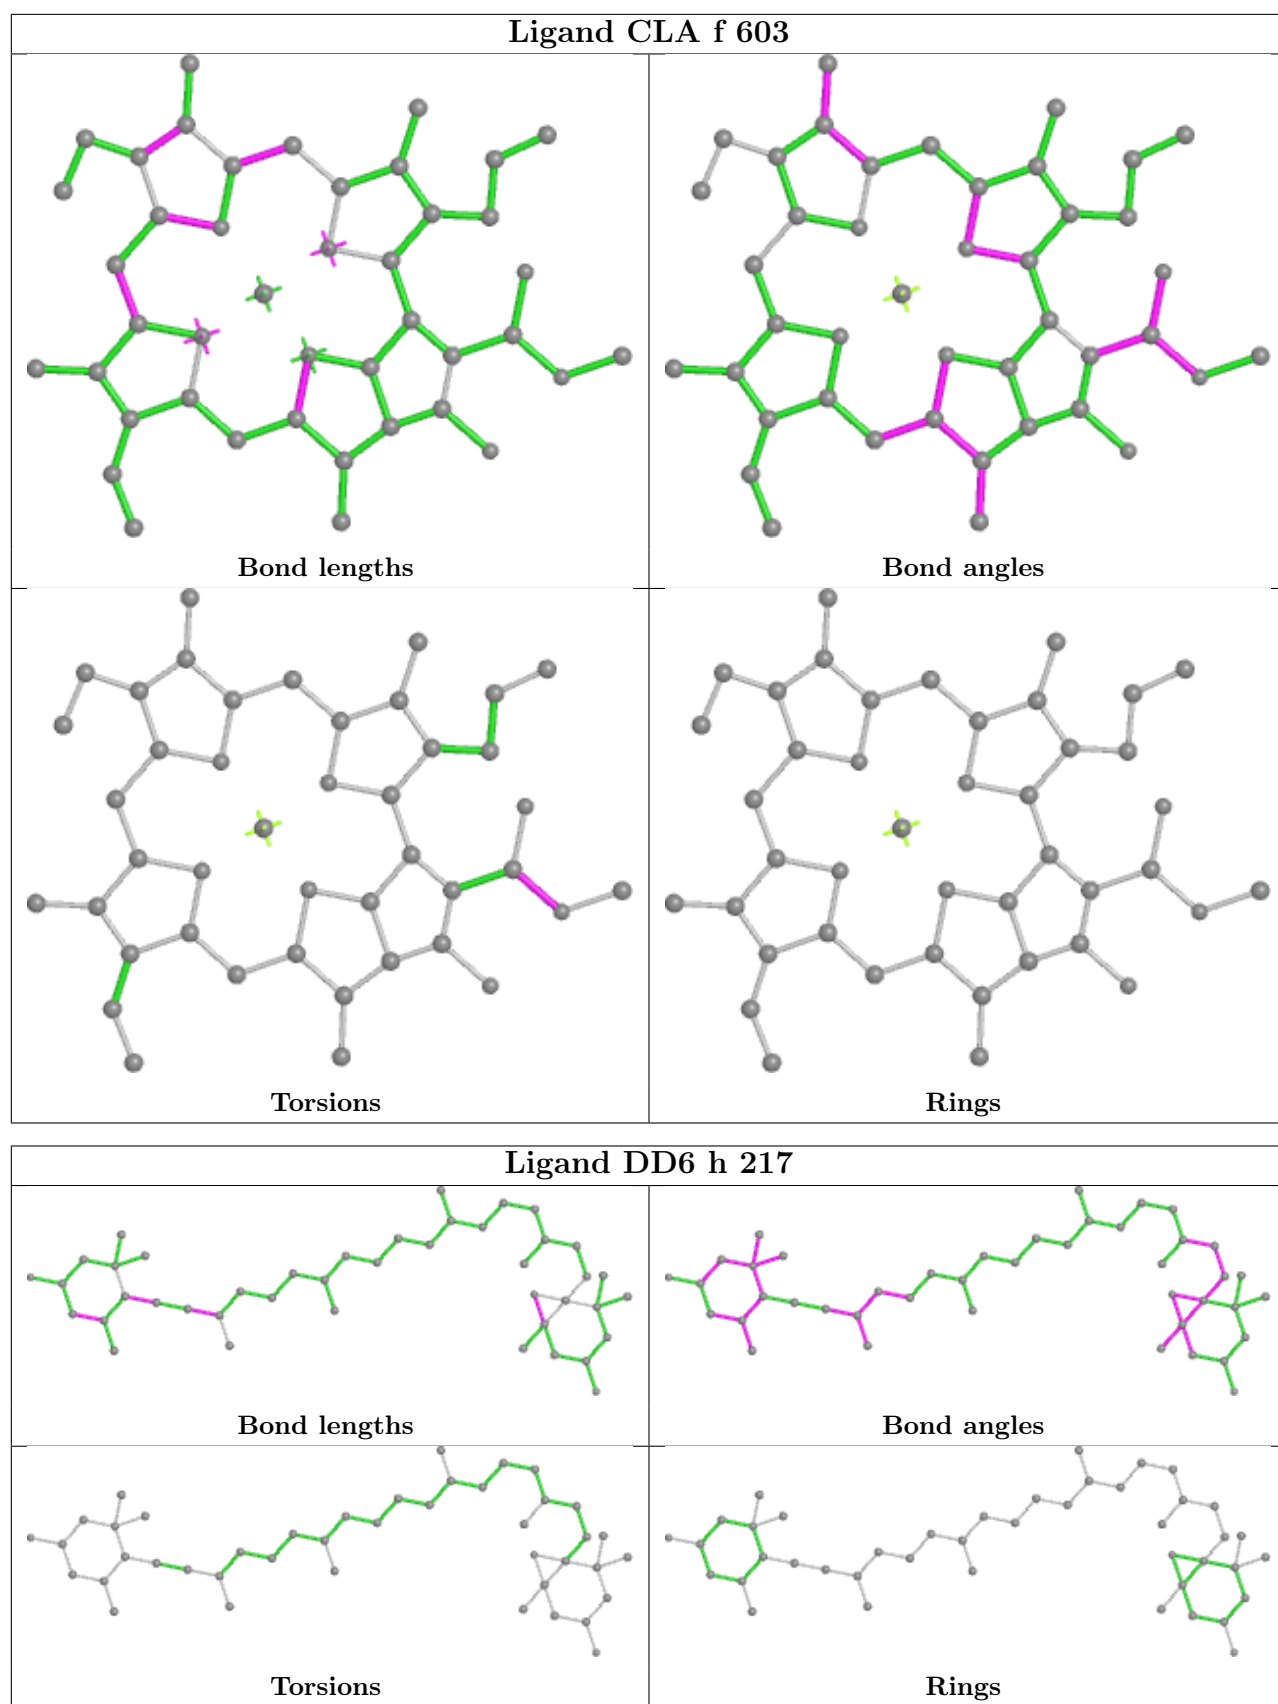 Ligand CLA f 603
Bond lengths
Bond angles
Torsions
Rings
Ligand DD6 h 217
Bond lengths
Bond angles
Torsions
Rings